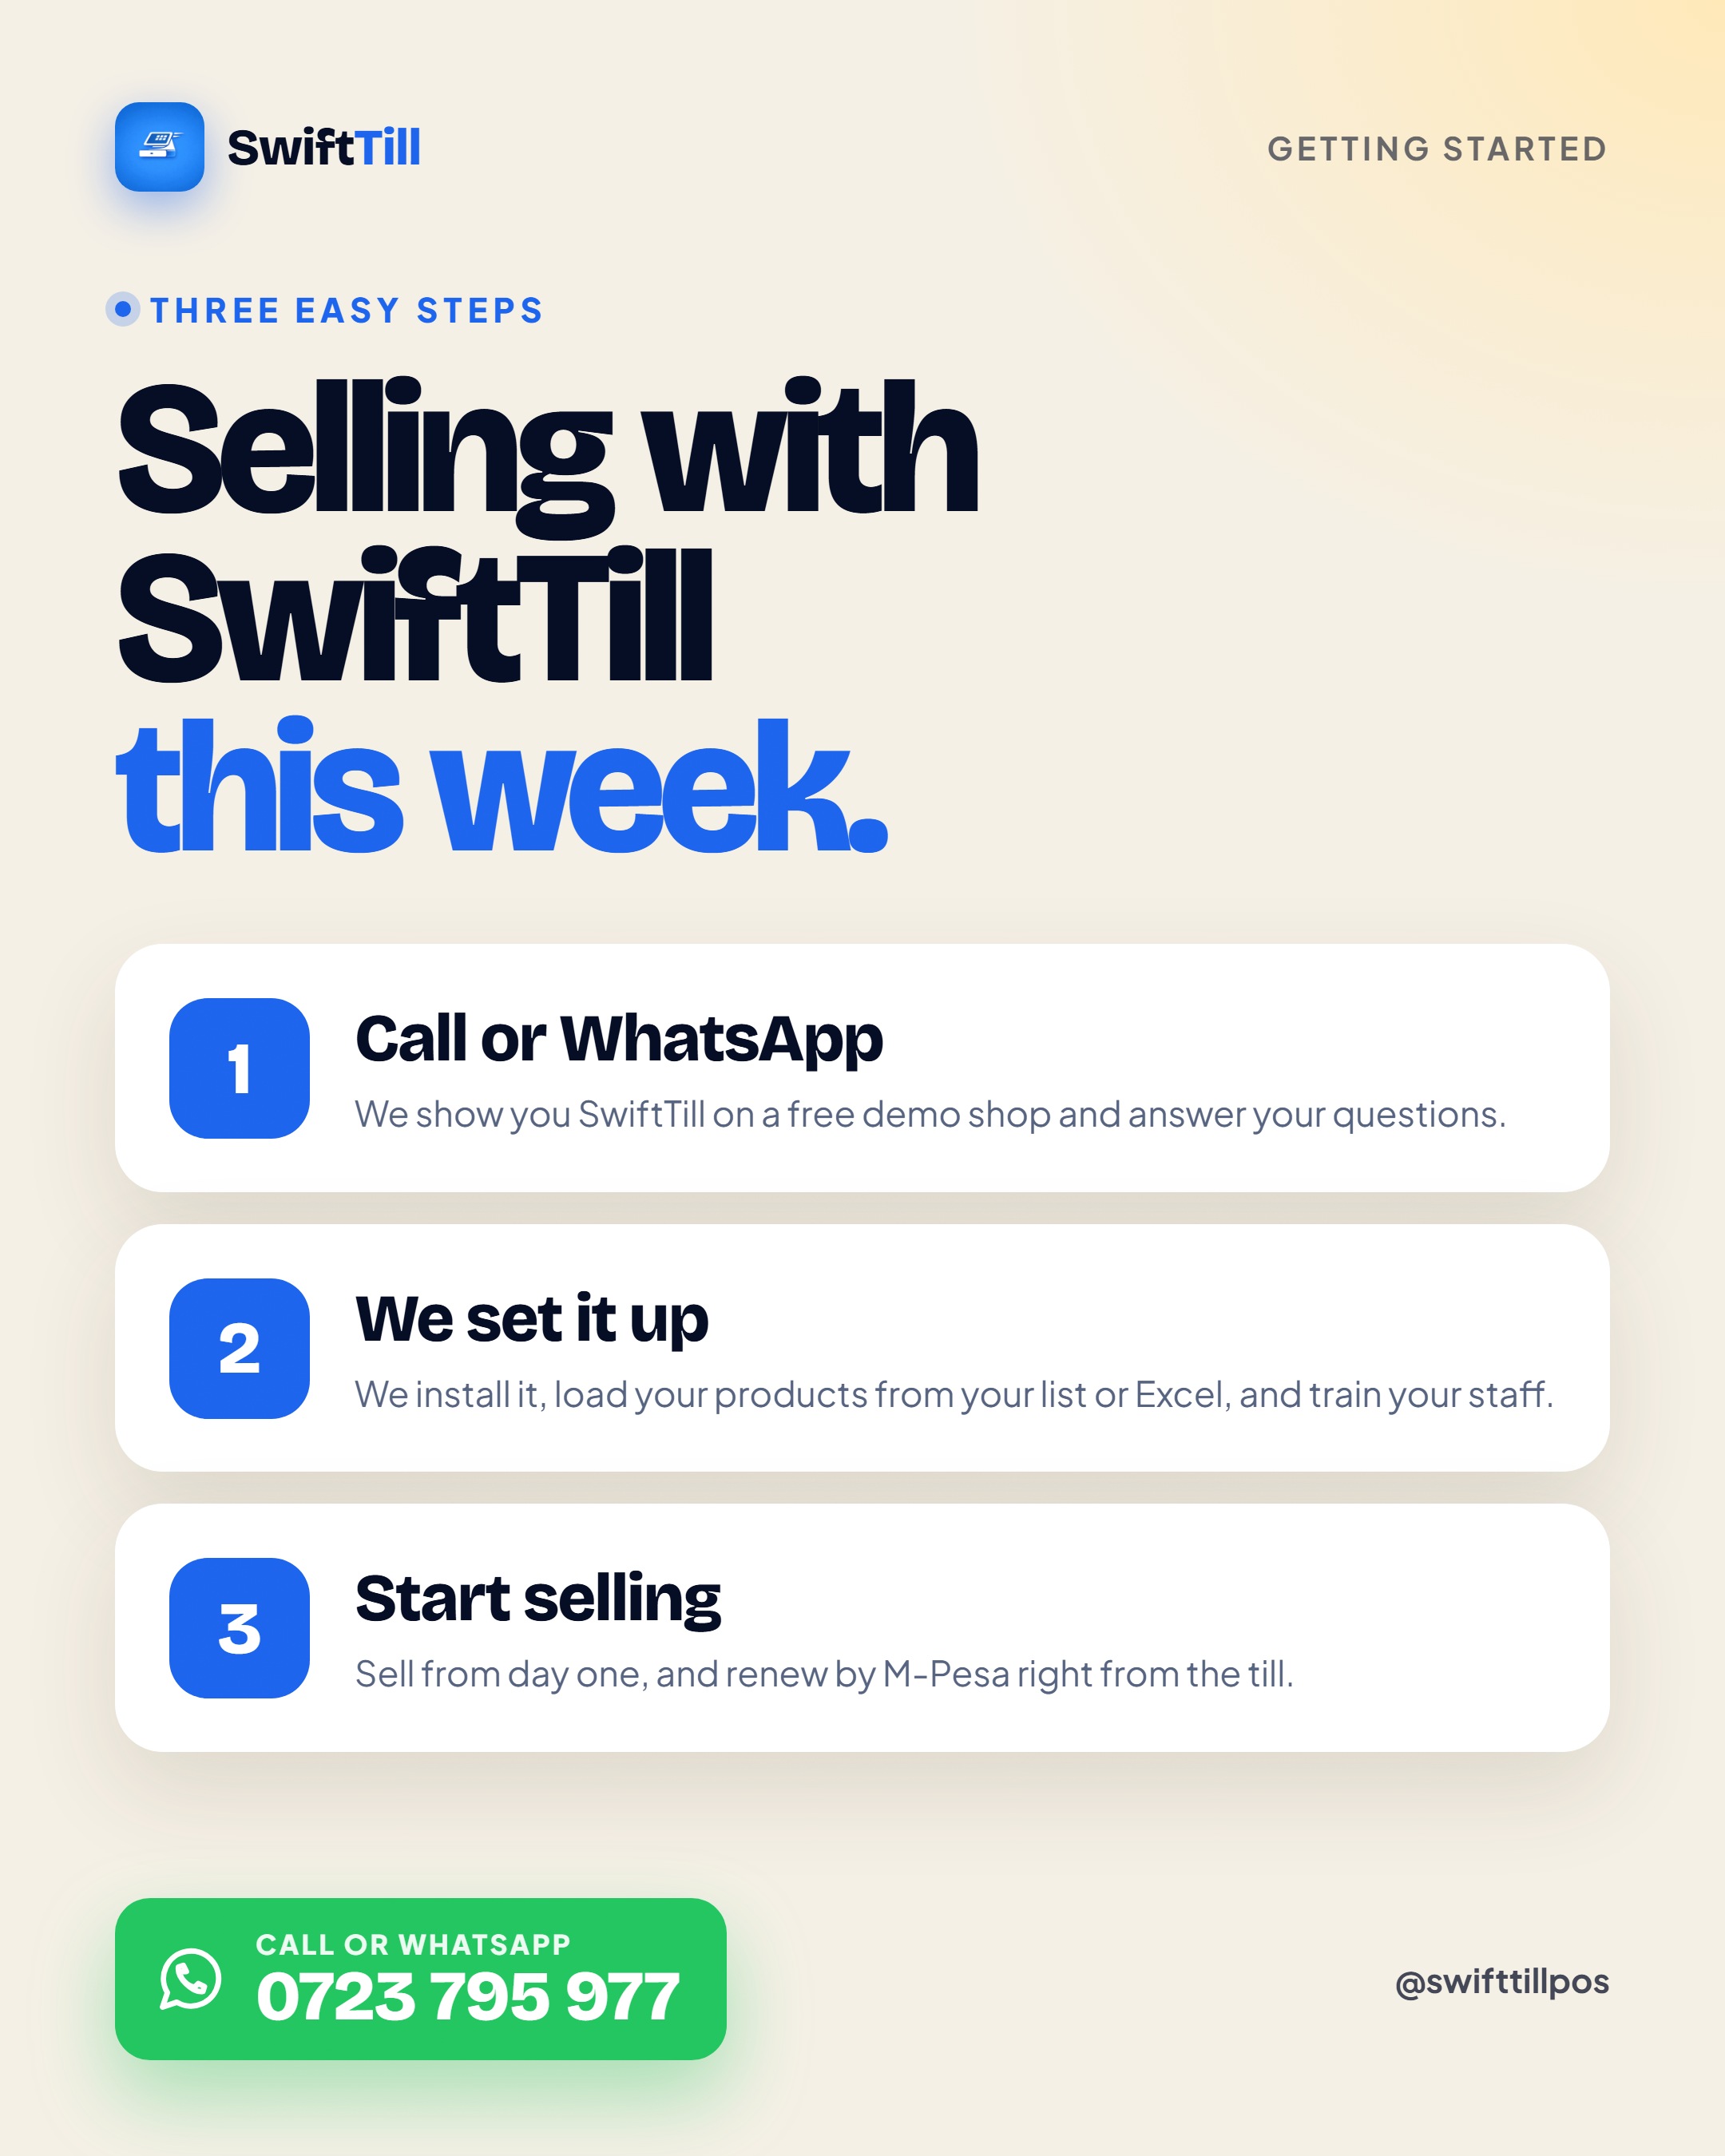 SwiftTill
GETTING STARTED
THREE EASY STEPS
Selling with
SwiftTill
this week.
1
Call or WhatsApp
We show you SwiftTill on a free demo shop and answer your questions.
2
We set it up
We install it, load your products from your list or Excel, and train your staff.
3
Start selling
Sell from day one, and renew by M-Pesa right from the till.
CALL OR WHATSAPP
0723 795 977
@swifttillpos